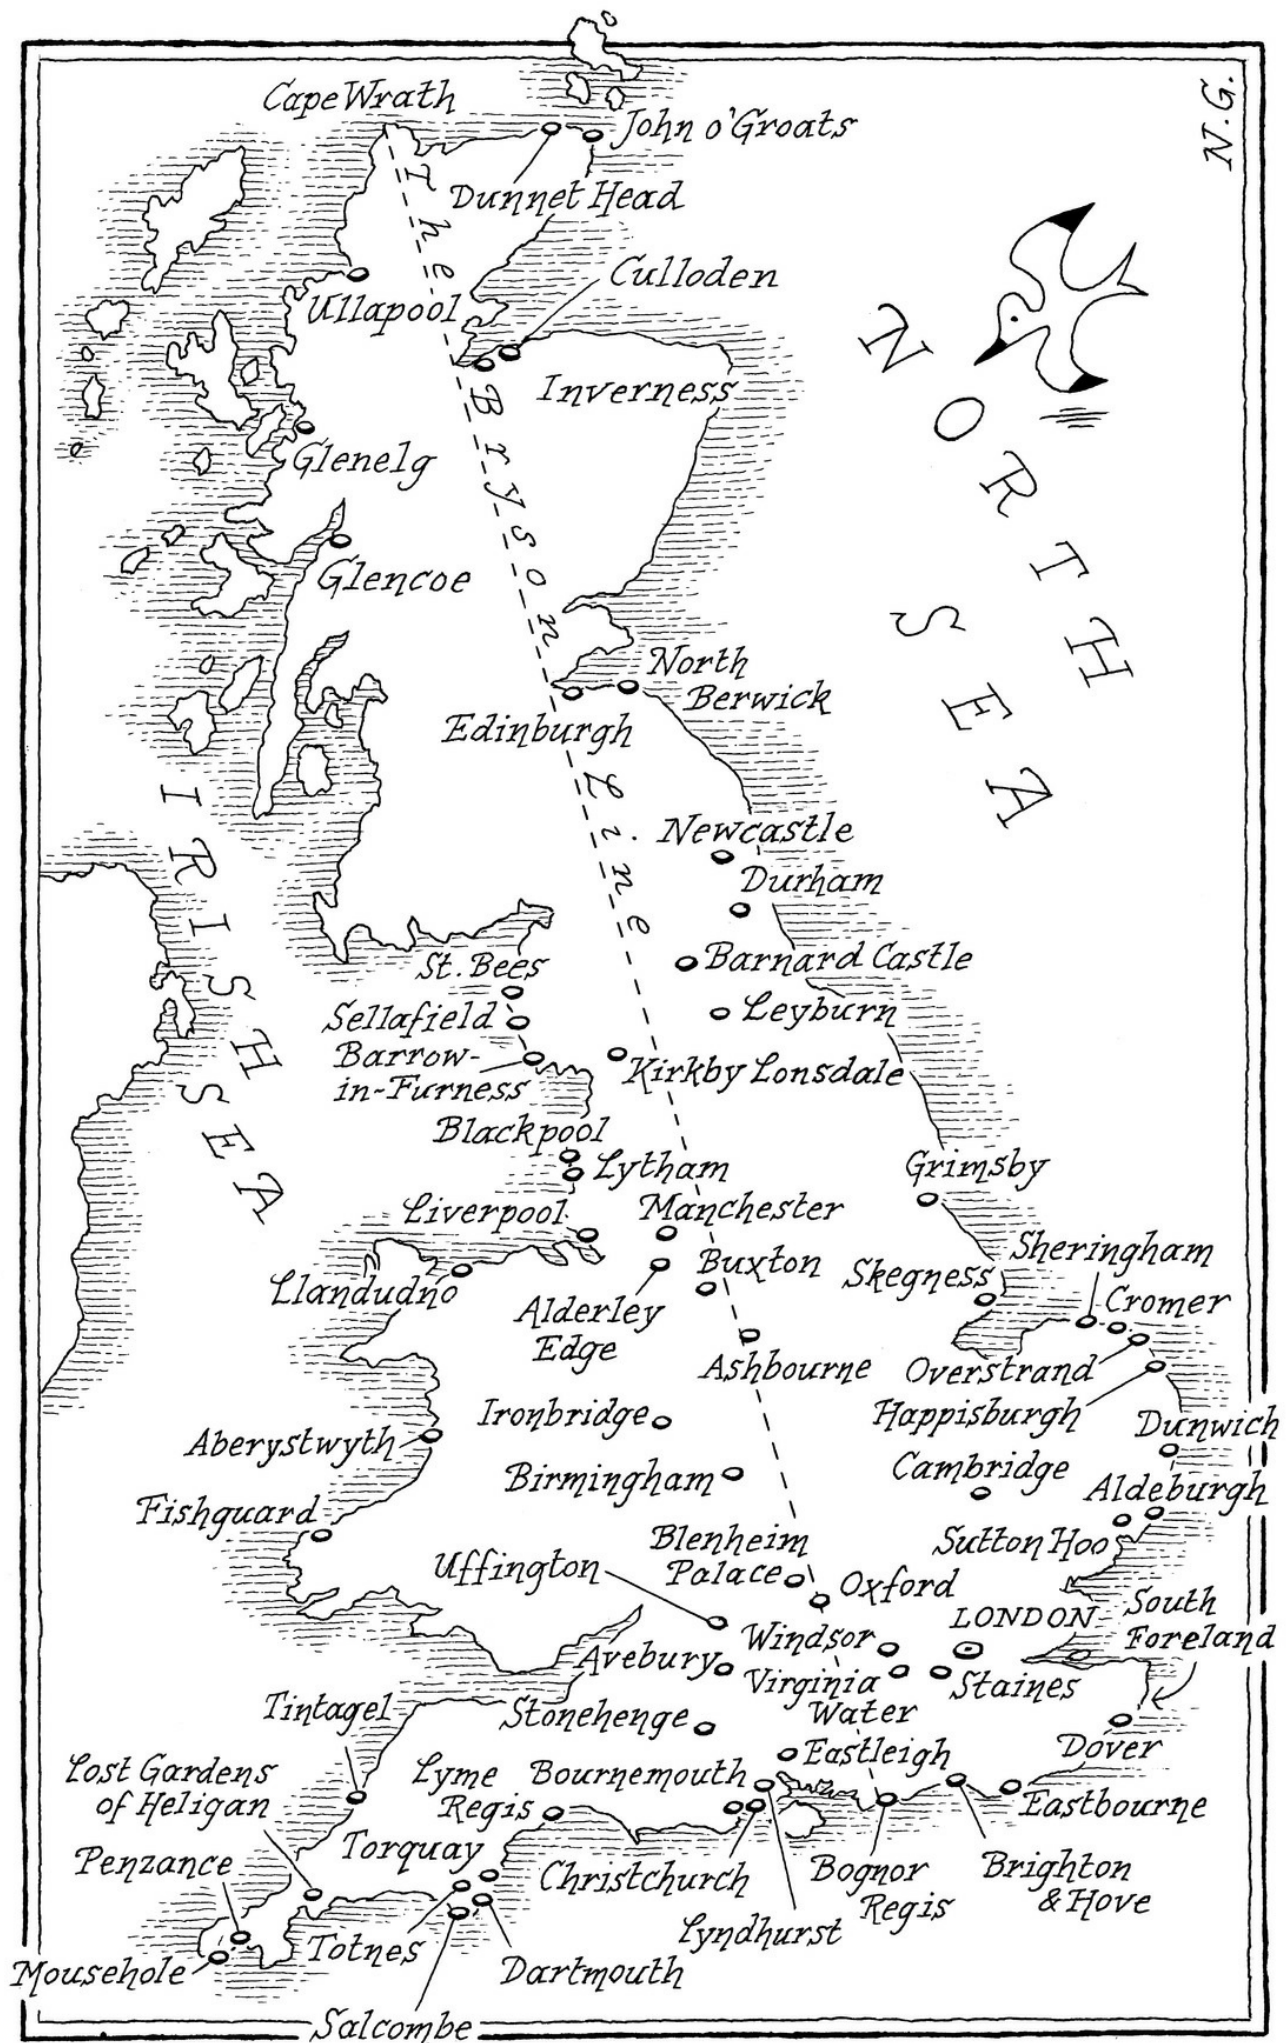 Cape Wrath
John o'Groats
N.G.
Dunnet Head
The Bryson Line
Culloden
Ullapool
NORTH
SEA
Inverness
Glenelg
Glencoe
North
Berwick
Edinburgh
IRISH
SEA
Newcastle
Durham
St. Bees
Barnard Castle
Sellafield
Leyburn
Barrow-
in-Furness
Kirkby Lonsdale
Blackpool
Lytham
Grimsby
Liverpool
Manchester
Sheringham
Llandudno
Buxton
Skegness
Cromer
Alderley
Edge
Ashbourne
Overstrand
Ironbridge
Happisburgh
Dunwich
Aberystwyth
Birmingham
Cambridge
Aldeburgh
Fishguard
Blenheim
Palace
Sutton Hoo
Uffington
Oxford
LONDON
South
Foreland
Windsor
Avebury
Virginia
Water
Staines
Tintagel
Stonehenge
Dover
Lost Gardens
of Heligan
Lyme
Regis
Bournemouth
Eastleigh
Eastbourne
Penzance
Torquay
Christchurch
Bognor
Regis
Brighton
& Hove
Lyndhurst
Mousehole
Totnes
Dartmouth
Salcombe